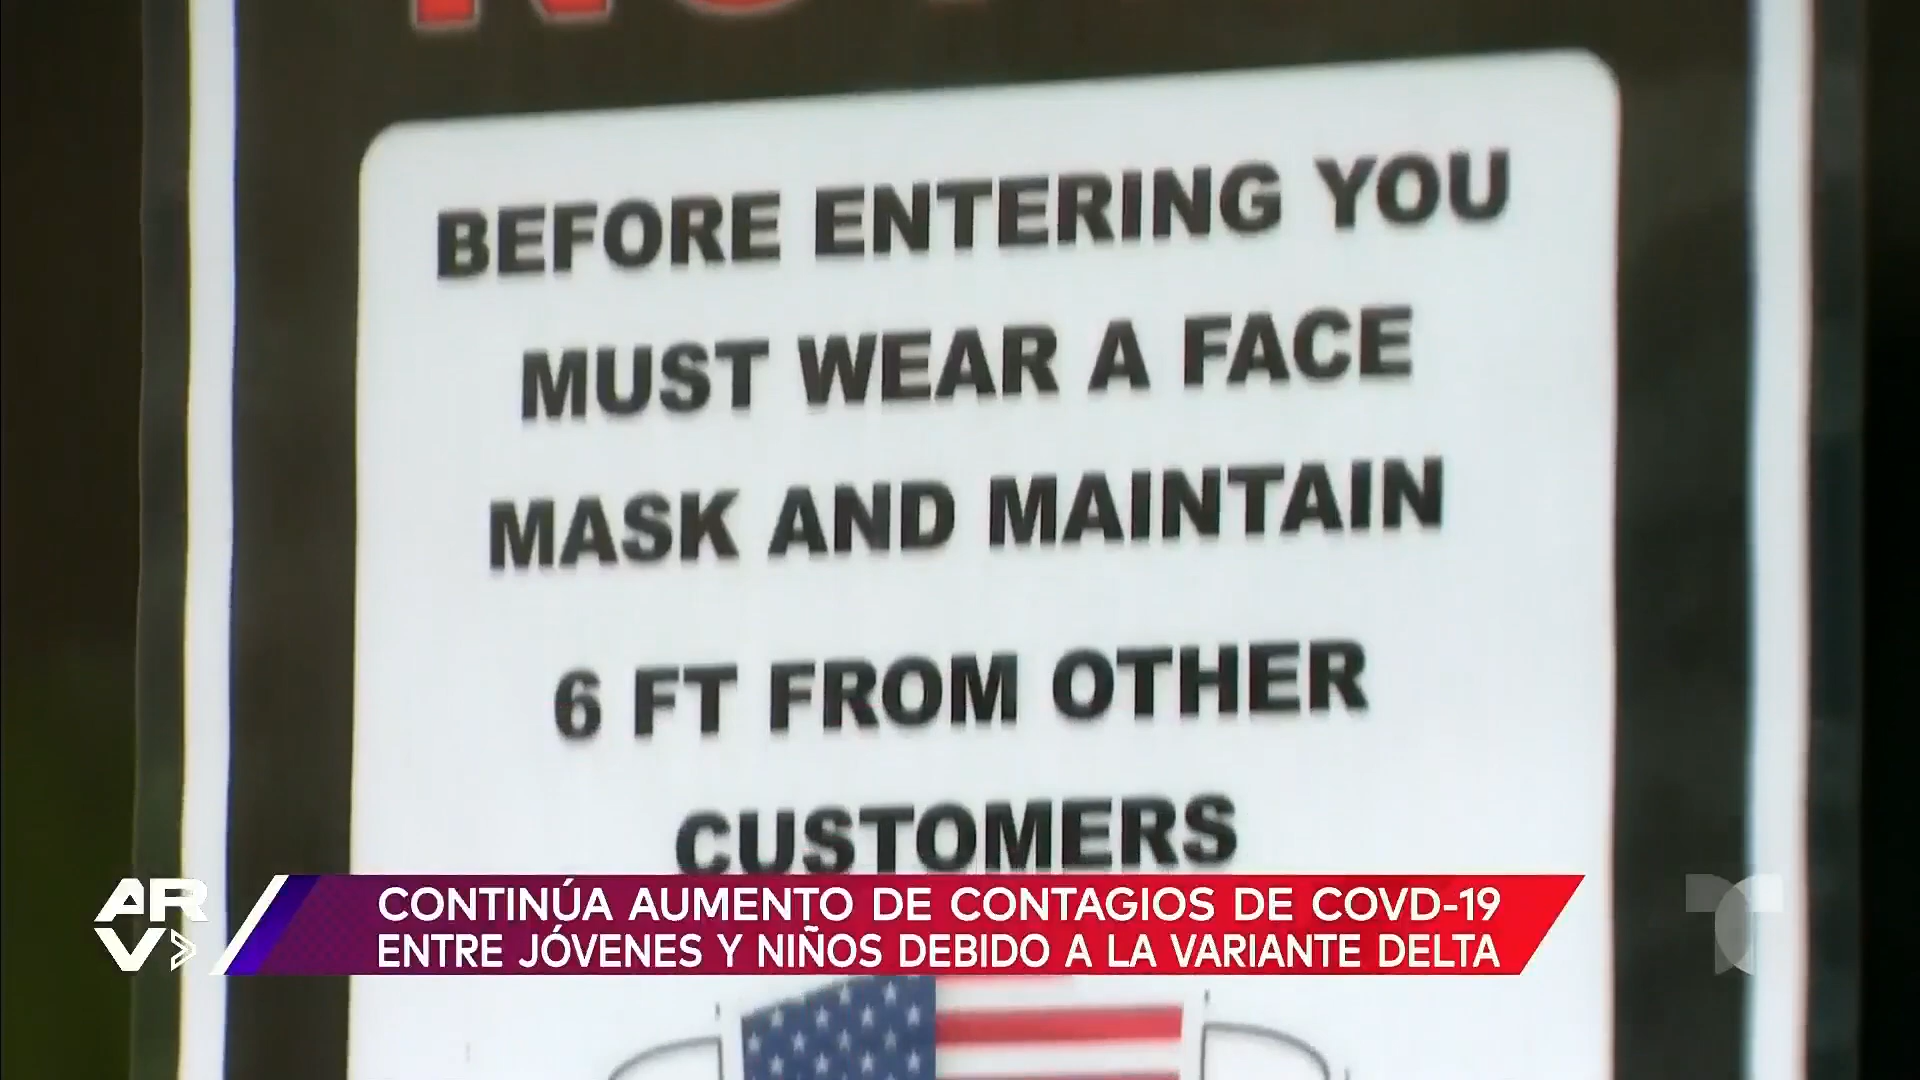 BEFORE ENTERING YOU
MUST WEAR A FACE
MASK AND MAINTAIN
6 FT FROM OTHER
CUSTOMERS
ARV
CONTINÚA AUMENTO DE CONTAGIOS DE COVD-19
ENTRE JÓVENES Y NIÑOS DEBIDO A LA VARIANTE DELTA